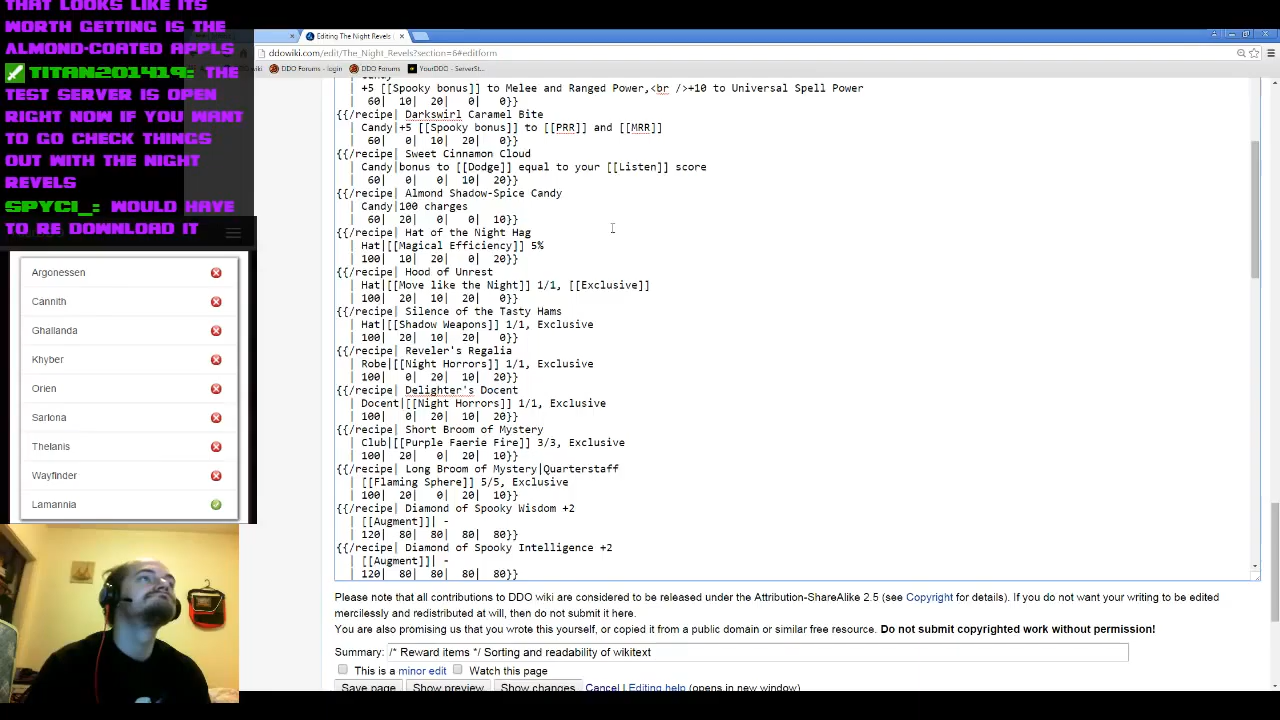 THAT LOOKS LIKE ITS
WORTH GETTING IS THE
ALMOND-COATED APPLS
TITAN201419: THE
TEST SERVER IS OPEN
RIGHT NOW IF YOU WANT
TO GO CHECK THINGS
OUT WITH THE NIGHT
REVELS
SPYCI_: WOULD HAVE
TO RE DOWNLOAD IT
Argonessen
Cannith
Ghallanda
Khyber
Orien
Sarlona
Thelanis
Wayfinder
Lamannia
Editing The Night Revels
ddowiki.com/edit/The_Night_Revels?section=6#editform
DDO Forums - login DDO Forums YourDDO - ServerSt...
| +5 [[Spooky bonus]] to Melee and Ranged Power,<br />+10 to Universal Spell Power
| 60| 10| 20| 0| 0}}
{{/recipe| Darkswirl Caramel Bite
| Candy|+5 [[Spooky bonus]] to [[PRR]] and [[MRR]]
| 60| 0| 10| 20| 0}}
{{/recipe| Sweet Cinnamon Cloud
| Candy|bonus to [[Dodge]] equal to your [[Listen]] score
| 60| 0| 0| 10| 20}}
{{/recipe| Almond Shadow-Spice Candy
| Candy|100 charges
| 60| 20| 0| 0| 10}}
{{/recipe| Hat of the Night Hag
| Hat|[[Magical Efficiency]] 5%
| 100| 10| 20| 0| 20}}
{{/recipe| Hood of Unrest
| Hat|[[Move like the Night]] 1/1, [[Exclusive]]
| 100| 20| 10| 20| 0}}
{{/recipe| Silence of the Tasty Hams
| Hat|[[Shadow Weapons]] 1/1, Exclusive
| 100| 20| 10| 20| 0}}
{{/recipe| Reveler's Regalia
| Robe|[[Night Horrors]] 1/1, Exclusive
| 100| 0| 20| 10| 20}}
{{/recipe| Delighter's Docent
| Docent|[[Night Horrors]] 1/1, Exclusive
| 100| 0| 20| 10| 20}}
{{/recipe| Short Broom of Mystery
| Club|[[Purple Faerie Fire]] 3/3, Exclusive
| 100| 20| 0| 20| 10}}
{{/recipe| Long Broom of Mystery|Quarterstaff
| [[Flaming Sphere]] 5/5, Exclusive
| 100| 20| 0| 20| 10}}
{{/recipe| Diamond of Spooky Wisdom +2
| [[Augment]]| -
| 120| 80| 80| 80| 80}}
{{/recipe| Diamond of Spooky Intelligence +2
| [[Augment]]| -
| 120| 80| 80| 80| 80}}
Please note that all contributions to DDO wiki are considered to be released under the Attribution-ShareAlike 2.5 (see Copyright for details). If you do not want your writing to be edited
mercilessly and redistributed at will, then do not submit it here.
You are also promising us that you wrote this yourself, or copied it from a public domain or similar free resource. Do not submit copyrighted work without permission!
Summary: /* Reward items */ Sorting and readability of wikitext
This is a minor edit Watch this page
Save page Show preview Show changes Cancel | Editing help (opens in new window)